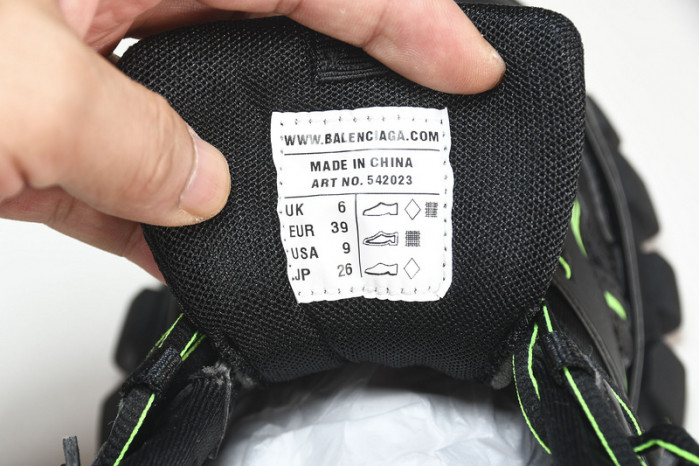 WWW.BALENCIAGA.COM
MADE IN CHINA
ART NO. 542023
UK 6
EUR 39
USA 9
JP 26